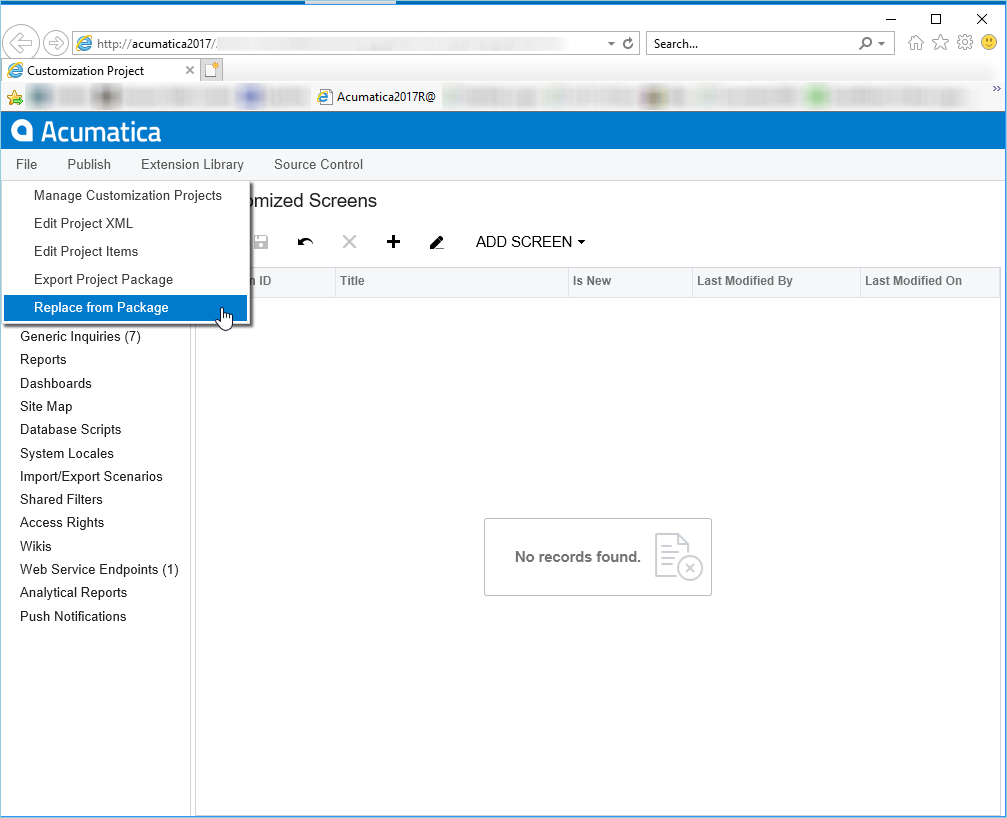 http://acumatica2017/
Search...
Customization Project
Acumatica2017R@
»
Acumatica
File Publish Extension Library Source Control
Manage Customization Projects
Edit Project XML
Edit Project Items
Export Project Package
Replace from Package
omized Screens
ADD SCREEN
n ID Title Is New Last Modified By Last Modified On
Generic Inquiries (7)
Reports
Dashboards
Site Map
Database Scripts
System Locales
Import/Export Scenarios
Shared Filters
Access Rights
Wikis
Web Service Endpoints (1)
Analytical Reports
Push Notifications
No records found.